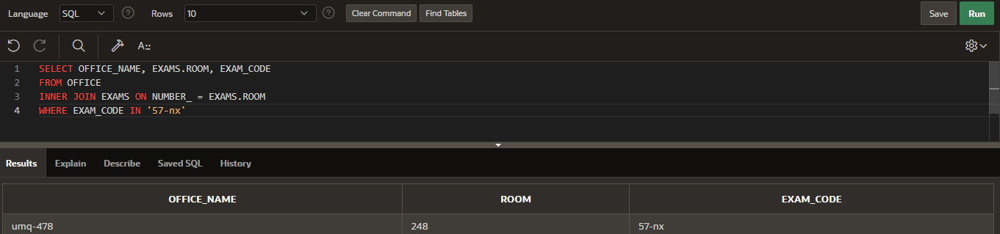 Language SQL ? Rows 10 ? Clear Command Find Tables Save Run
A::
1 SELECT OFFICE_NAME, EXAMS.ROOM, EXAM_CODE
2 FROM OFFICE
3 INNER JOIN EXAMS ON NUMBER_ = EXAMS.ROOM
4 WHERE EXAM_CODE IN '57-nx'
Results Explain Describe Saved SQL History
OFFICE_NAME ROOM EXAM_CODE
umq-478 248 57-nx